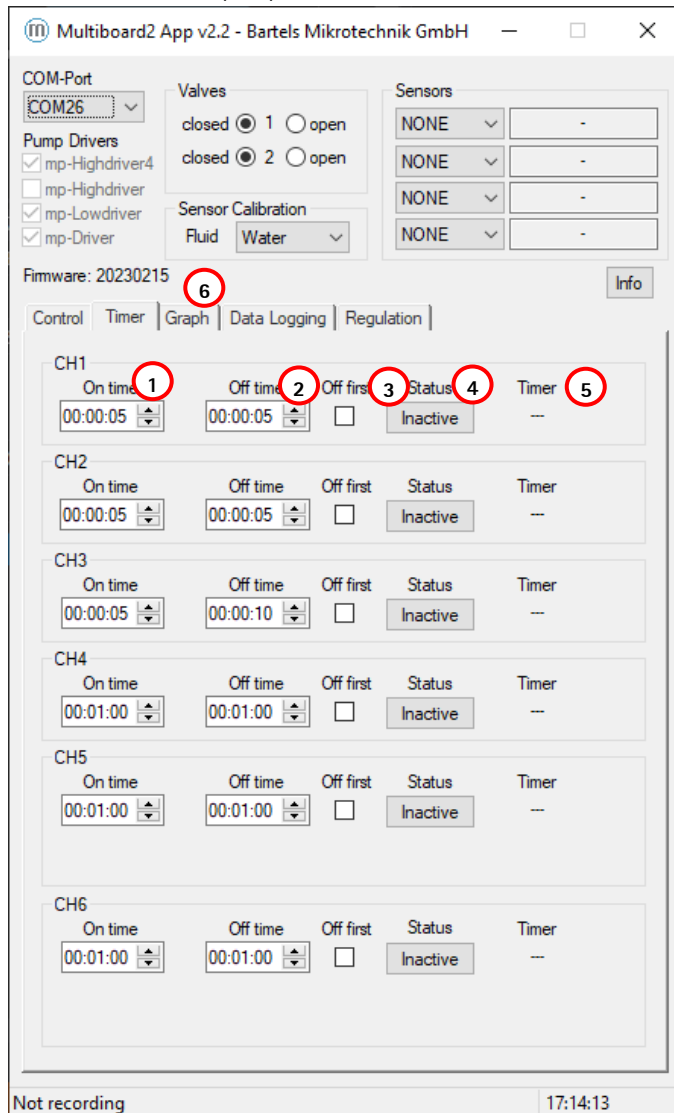 Multiboard2 App v2.2 - Bartels Mikrotechnik GmbH
COM-Port
COM26
Pump Drivers
mp-Highdriver4
mp-Highdriver
mp-Lowdriver
mp-Driver
Valves
closed 1 open
closed 2 open
Sensor Calibration
Fluid Water
Sensors
NONE -
NONE -
NONE -
NONE -
Firmware: 20230215
Info
6
Control Timer Graph Data Logging Regulation
CH1
On time 1 Off time 2 Off first 3 Status 4 Timer 5
00:00:05 00:00:05 Inactive ---
CH2
On time Off time Off first Status Timer
00:00:05 00:00:05 Inactive ---
CH3
On time Off time Off first Status Timer
00:00:05 00:00:10 Inactive ---
CH4
On time Off time Off first Status Timer
00:01:00 00:01:00 Inactive ---
CH5
On time Off time Off first Status Timer
00:01:00 00:01:00 Inactive ---
CH6
On time Off time Off first Status Timer
00:01:00 00:01:00 Inactive ---
Not recording 17:14:13